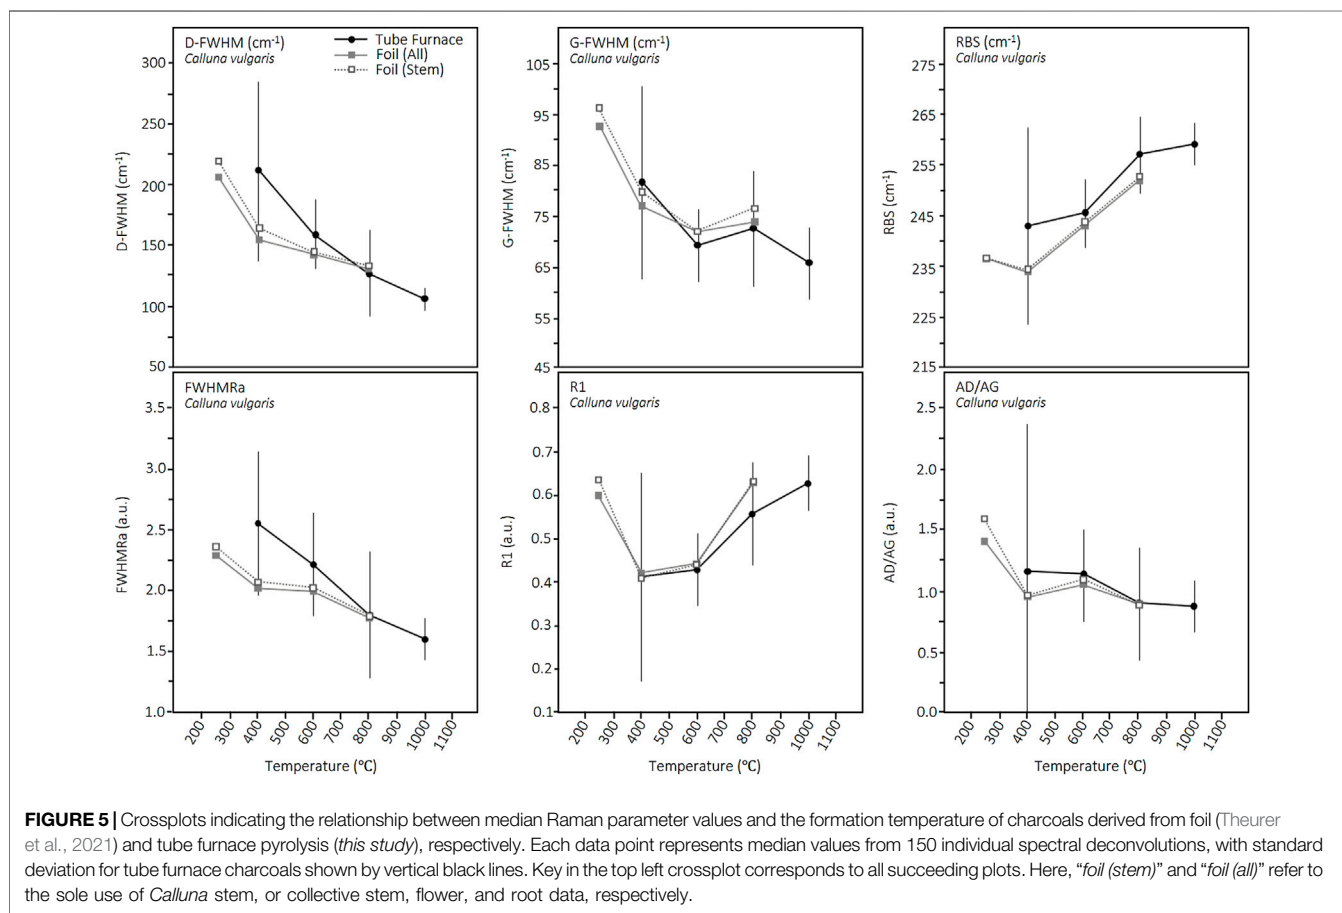 D-FWHM (cm-1)
Calluna vulgaris
Tube Furnace
Foil (All)
Foil (Stem)
D-FWHM (cm-1)
300
250
200
150
100
50
G-FWHM (cm-1)
Calluna vulgaris
G-FWHM (cm-1)
105
95
85
75
65
55
45
RBS (cm-1)
Calluna vulgaris
RBS (cm-1)
275
265
255
245
235
225
215
FWHMRa
Calluna vulgaris
FWHMRa (a.u.)
3.5
3.0
2.5
2.0
1.5
1.0
200 300 400 500 600 700 800 900 1000 1100
Temperature (°C)
R1
Calluna vulgaris
R1 (a.u.)
0.8
0.7
0.6
0.5
0.4
0.3
0.2
0.1
200 300 400 500 600 700 800 900 1000 1100
Temperature (°C)
AD/AG
Calluna vulgaris
AD/AG (a.u.)
2.5
2.0
1.5
1.0
0.5
0.0
200 300 400 500 600 700 800 900 1000 1100
Temperature (°C)
FIGURE 5 | Crossplots indicating the relationship between median Raman parameter values and the formation temperature of charcoals derived from foil (Theurer
et al., 2021) and tube furnace pyrolysis (this study), respectively. Each data point represents median values from 150 individual spectral deconvolutions, with standard
deviation for tube furnace charcoals shown by vertical black lines. Key in the top left crossplot corresponds to all succeeding plots. Here, "foil (stem)" and "foil (all)" refer to
the sole use of Calluna stem, or collective stem, flower, and root data, respectively.